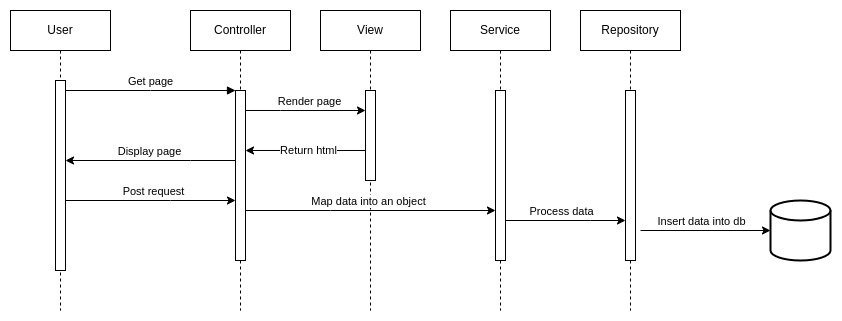 User
Controller
View
Service
Repository
Get page
Render page
Return html
Display page
Post request
Map data into an object
Process data
Insert data into db